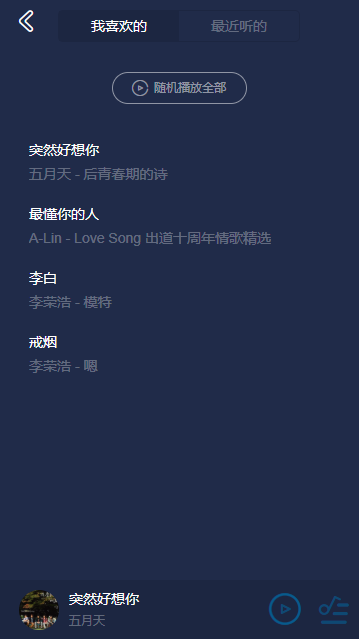 我喜欢的
最近听的
随机播放全部
突然好想你
五月天 - 后青春期的诗
最懂你的人
A-Lin - Love Song 出道十周年情歌精选
李白
李荣浩 - 模特
戒烟
李荣浩 - 嗯
突然好想你
五月天